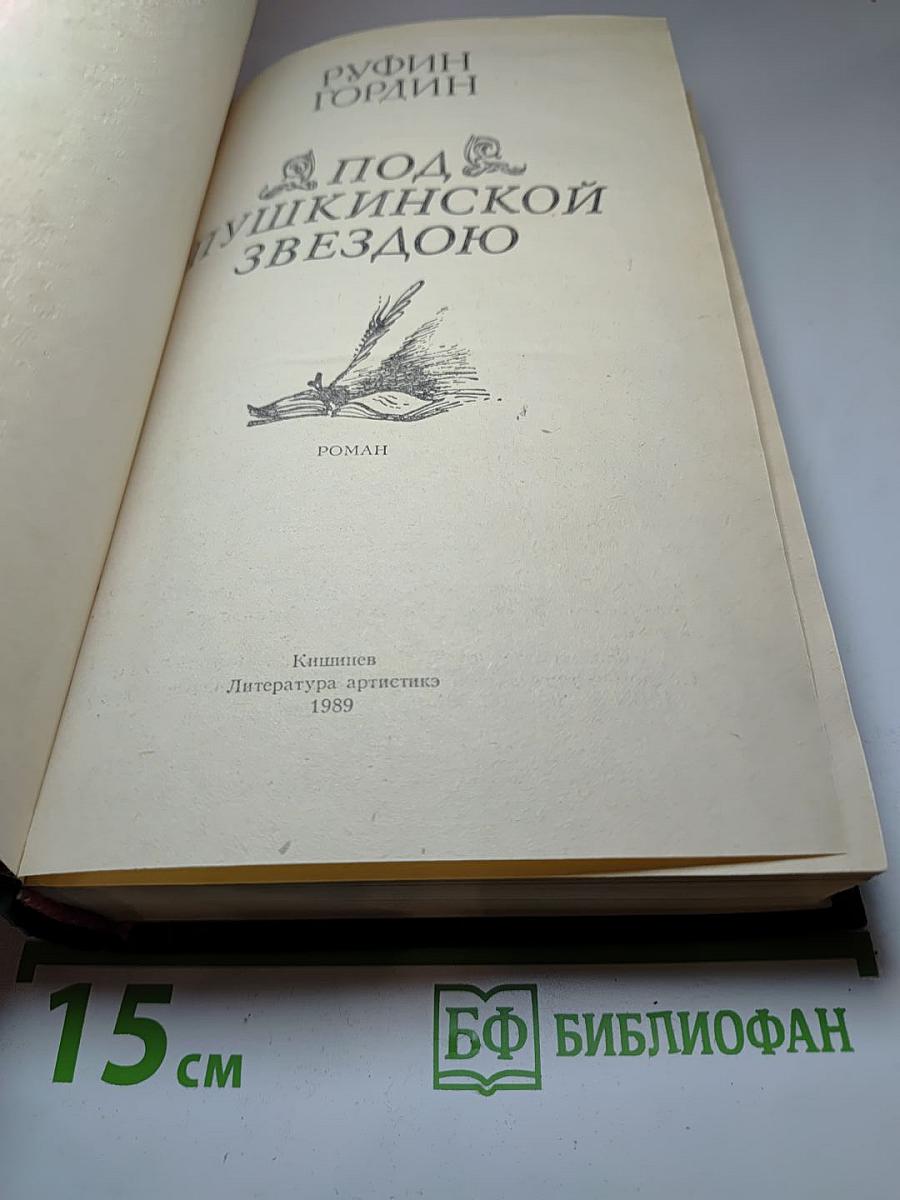 РУФИН
ГОРДИН
ПОД
ПУШКИНСКОЙ
ЗВЕЗДОЮ
РОМАН
Кишинев
Литература артистикэ
1989
15 см
БФ БИБЛИОФАН